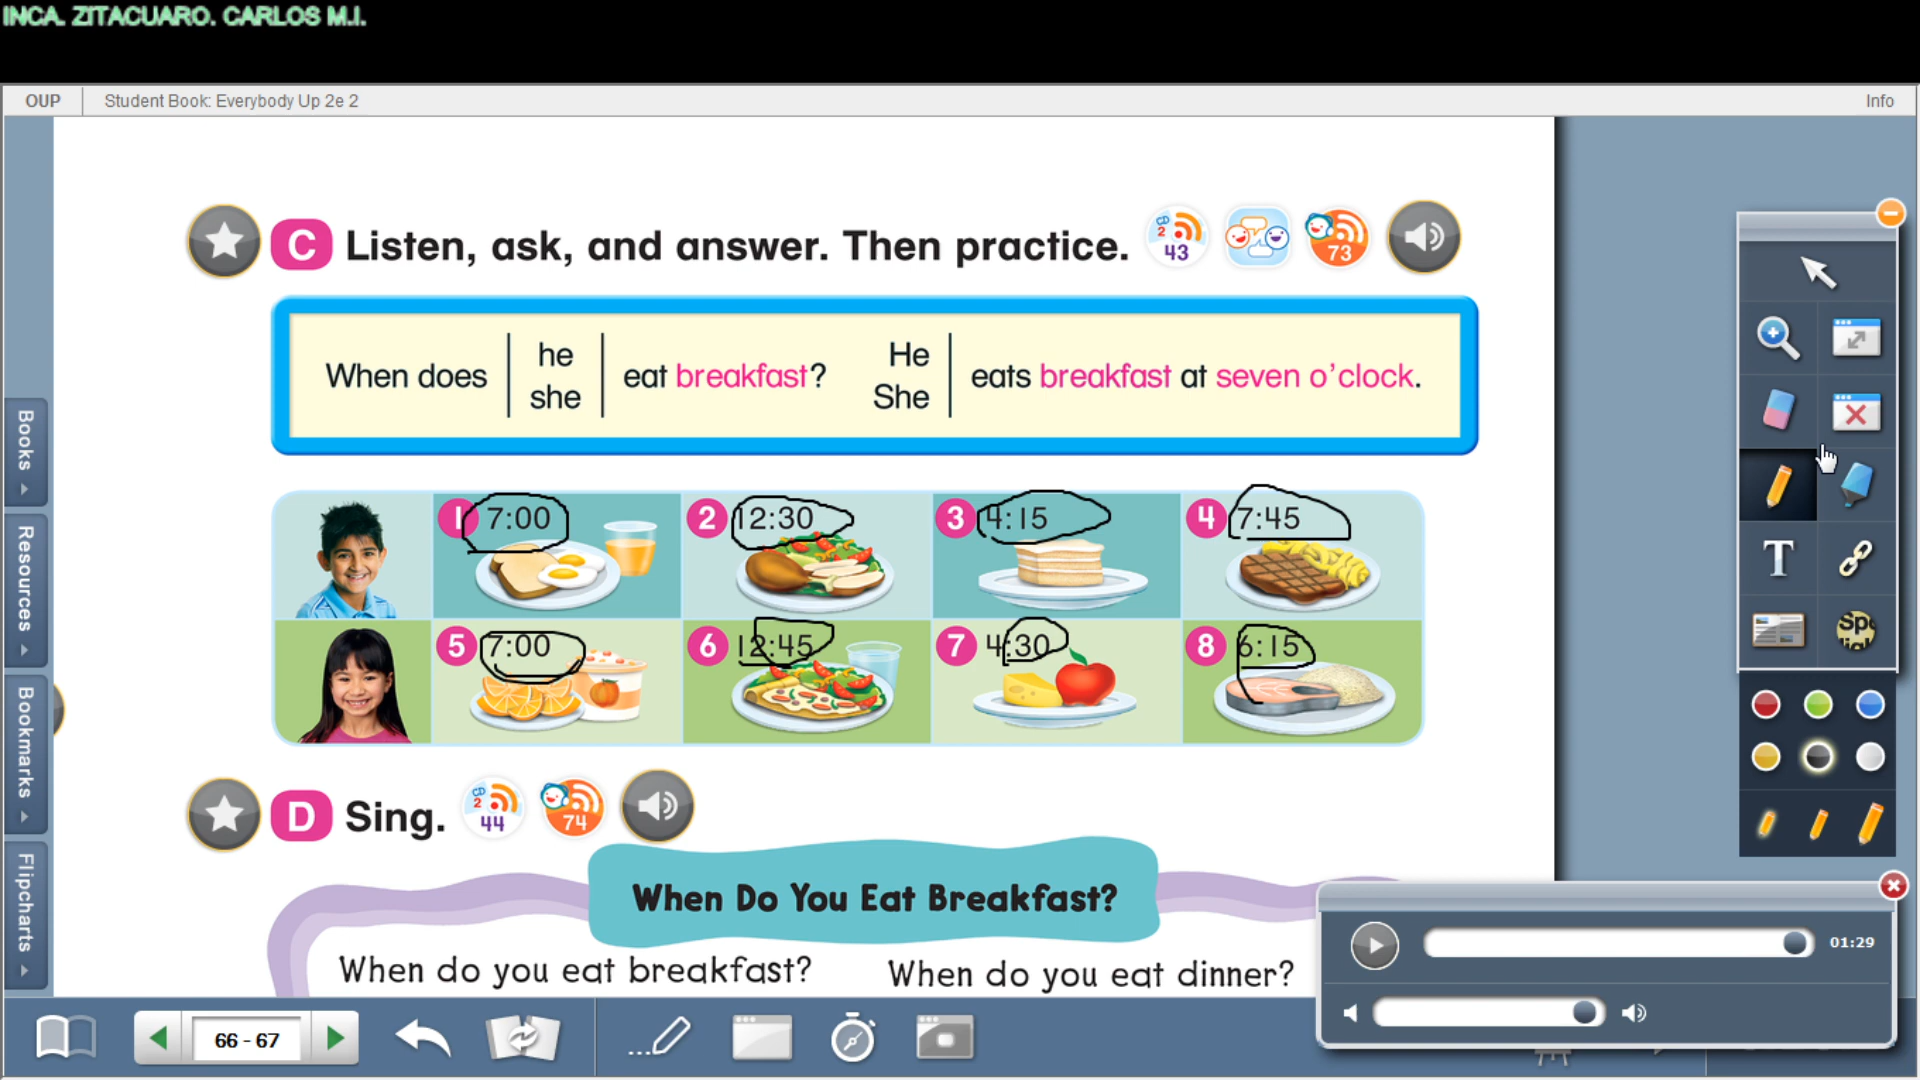 INCA. ZITACUARO. CARLOS M.I.
OUP Student Book: Everybody Up 2e 2 Info
C Listen, ask, and answer. Then practice. CD 2 43 73
When does he she eat breakfast? He She eats breakfast at seven o'clock.
1 7:00 2 12:30 3 4:15 4 7:45
5 7:00 6 12:45 7 4:30 8 6:15
D Sing. CD 2 44 74
When Do You Eat Breakfast?
When do you eat breakfast? When do you eat dinner?
Books
Resources
Bookmarks
Flipcharts
T
01:29
66 - 67